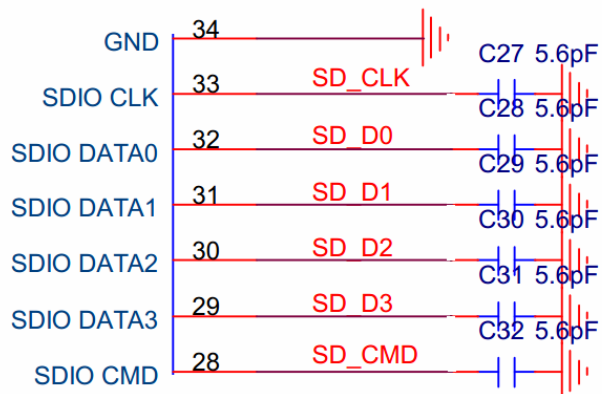 GND 34
C27 5.6pF
SDIO CLK 33 SD_CLK
C28 5.6pF
SDIO DATA0 32 SD_D0
C29 5.6pF
SDIO DATA1 31 SD_D1
C30 5.6pF
SDIO DATA2 30 SD_D2
C31 5.6pF
SDIO DATA3 29 SD_D3
C32 5.6pF
SDIO CMD 28 SD_CMD